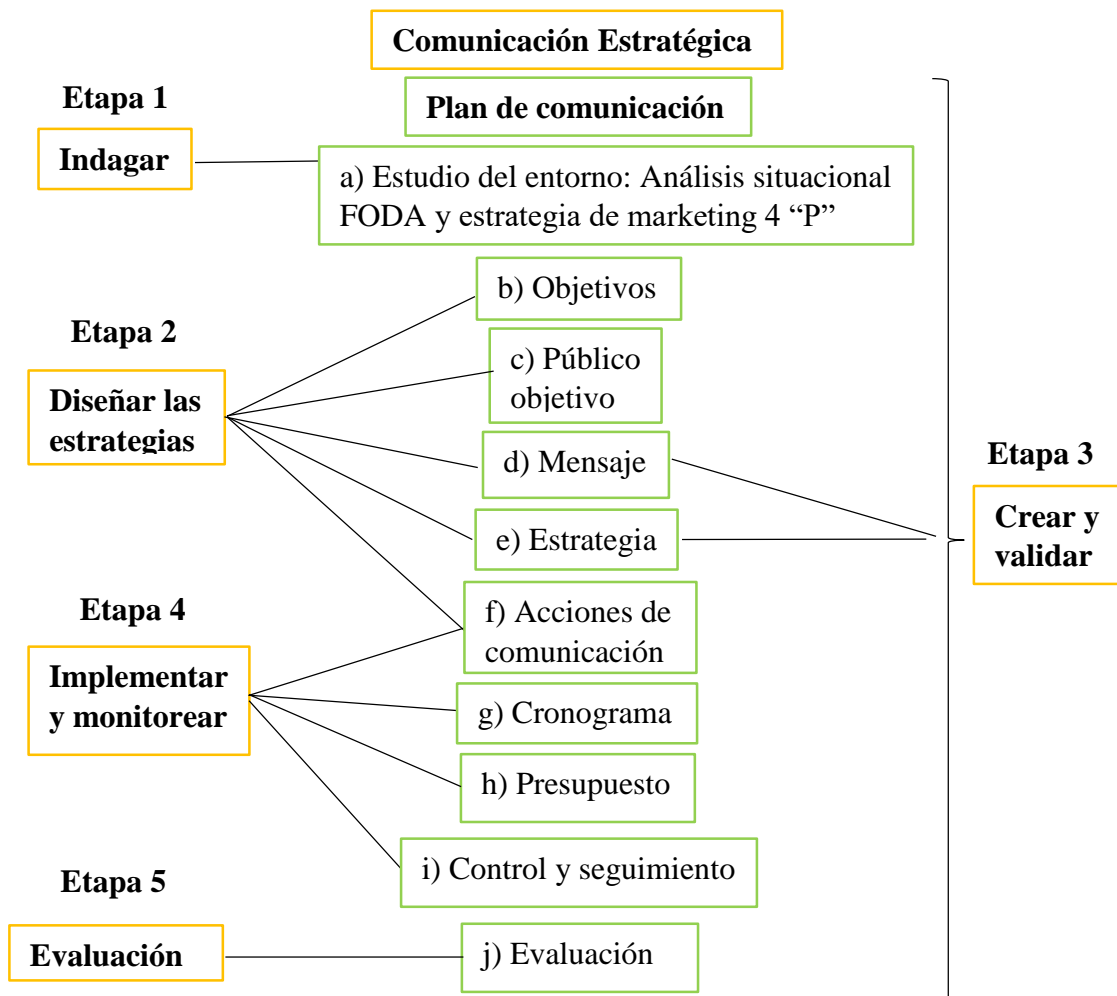 Comunicación Estratégica
Plan de comunicación
Etapa 1
Indagar
a) Estudio del entorno: Análisis situacional
FODA y estrategia de marketing 4 “P”
Etapa 2
Diseñar las
estrategias
b) Objetivos
c) Público
objetivo
d) Mensaje
e) Estrategia
f) Acciones de
comunicación
Etapa 3
Crear y
validar
Etapa 4
Implementar
y monitorear
g) Cronograma
h) Presupuesto
i) Control y seguimiento
Etapa 5
Evaluación
j) Evaluación